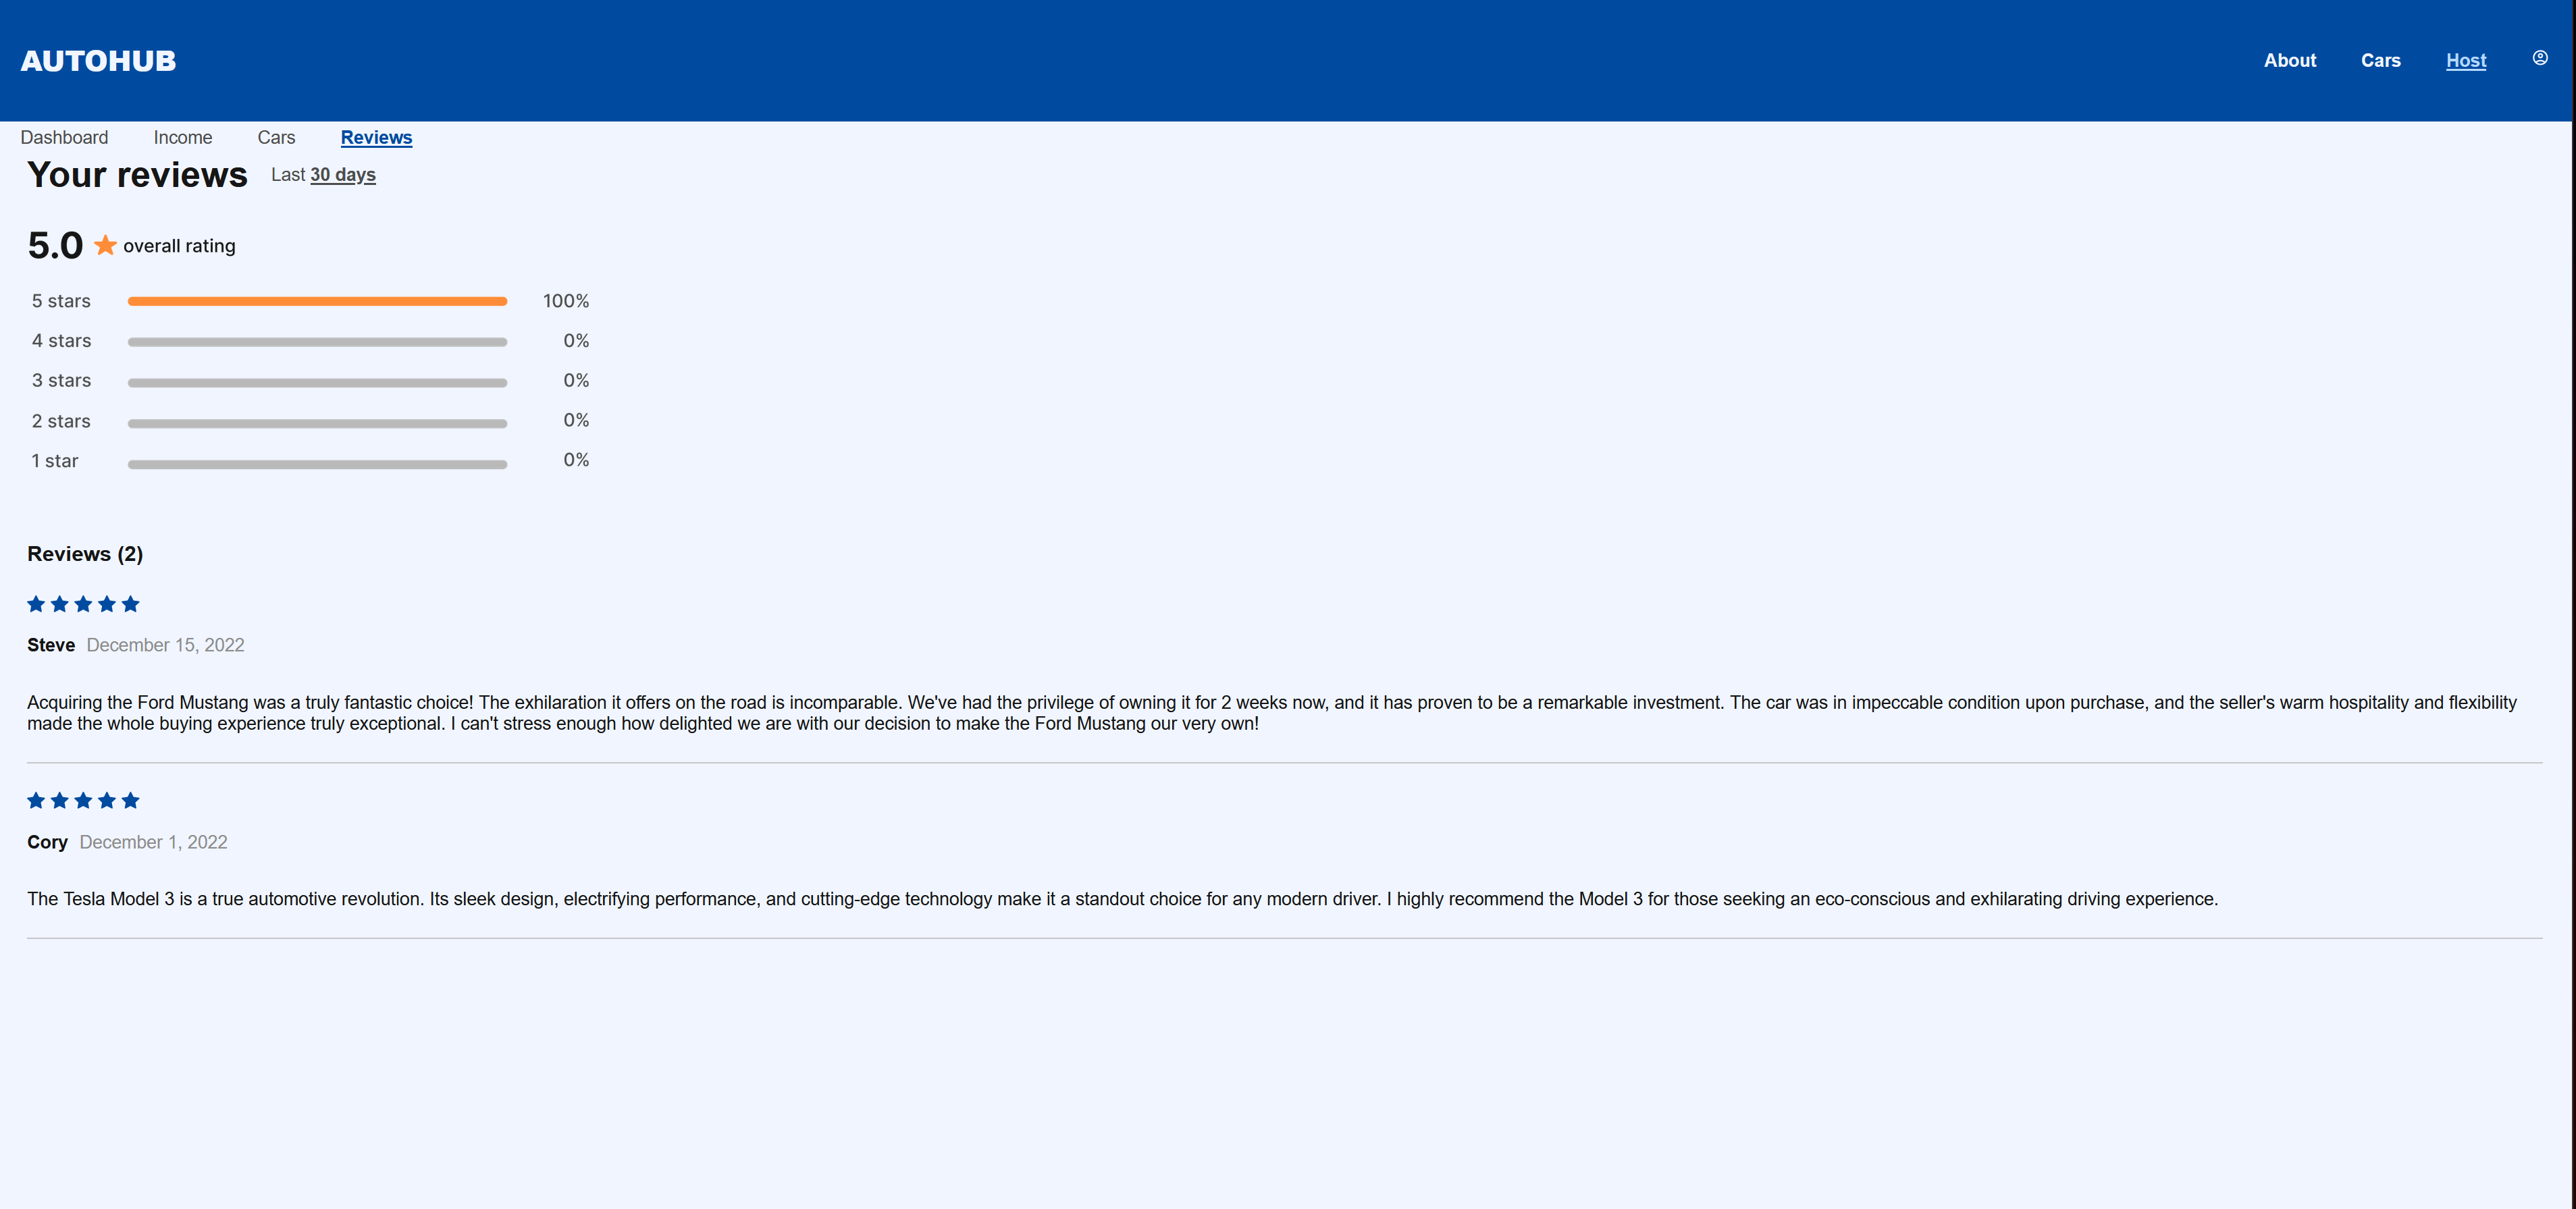 AUTOHUB
About Cars Host
Dashboard Income Cars Reviews
Your reviews Last 30 days
5.0 overall rating
5 stars 100%
4 stars 0%
3 stars 0%
2 stars 0%
1 star 0%
Reviews (2)
Steve December 15, 2022
Acquiring the Ford Mustang was a truly fantastic choice! The exhilaration it offers on the road is incomparable. We've had the privilege of owning it for 2 weeks now, and it has proven to be a remarkable investment. The car was in impeccable condition upon purchase, and the seller's warm hospitality and flexibility
made the whole buying experience truly exceptional. I can't stress enough how delighted we are with our decision to make the Ford Mustang our very own!
Cory December 1, 2022
The Tesla Model 3 is a true automotive revolution. Its sleek design, electrifying performance, and cutting-edge technology make it a standout choice for any modern driver. I highly recommend the Model 3 for those seeking an eco-conscious and exhilarating driving experience.